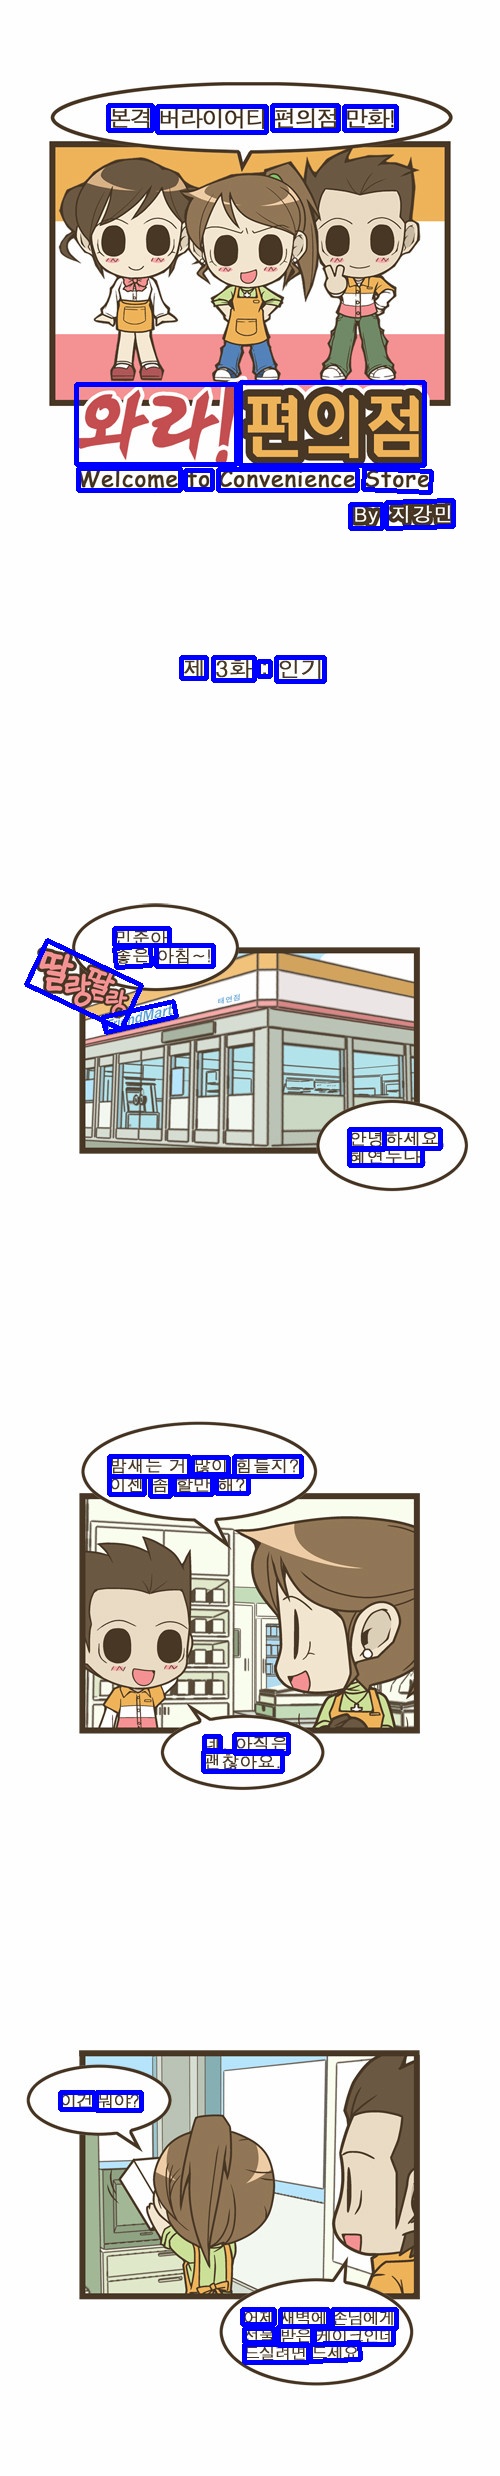 본격 버라이어티 편의점 만화!
와라! 편의점
Welcome to Convenience Store
By 지강민
제 3화 : 인기
민준아
좋은 아침~!
딸랑딸랑
태연점
안녕하세요
혜연누나
밤새는 거 많이 힘들지?
이젠 좀 할만 해?
네. 아직은
괜찮아요.
이건 뭐야?
어제 새벽에 손님에게
선물 받은 케이크인데
드실려면 드세요